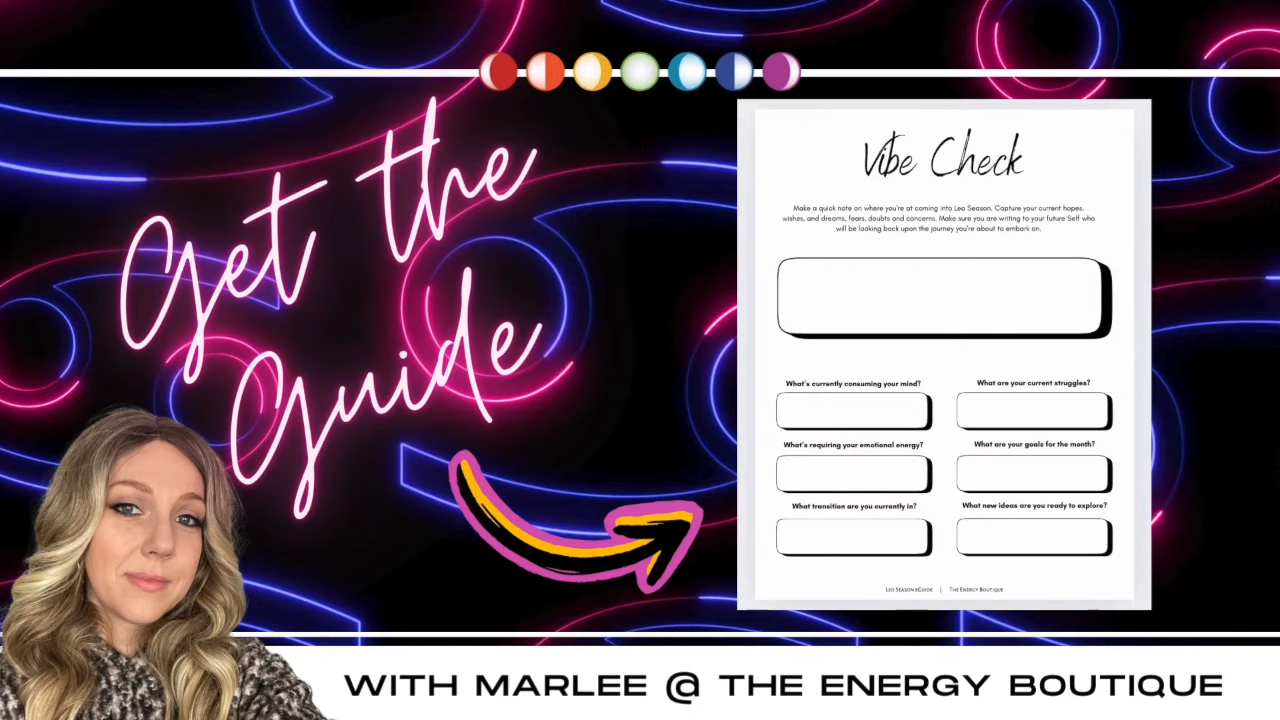 Get the
Guide
Vibe Check
Make a quick note on where you're at coming into Leo Season. Capture your current hopes,
wishes, and dreams, fears, doubts and concerns. Make sure you are writing to your future Self who
will be looking back upon the journey you're about to embark on.
What's currently consuming your mind?
What are your current struggles?
What's requiring your emotional energy?
What are your goals for the month?
What transition are you currently in?
What new ideas are you ready to explore?
Leo Season eGuide | The Energy Boutique
WITH MARLEE @ THE ENERGY BOUTIQUE